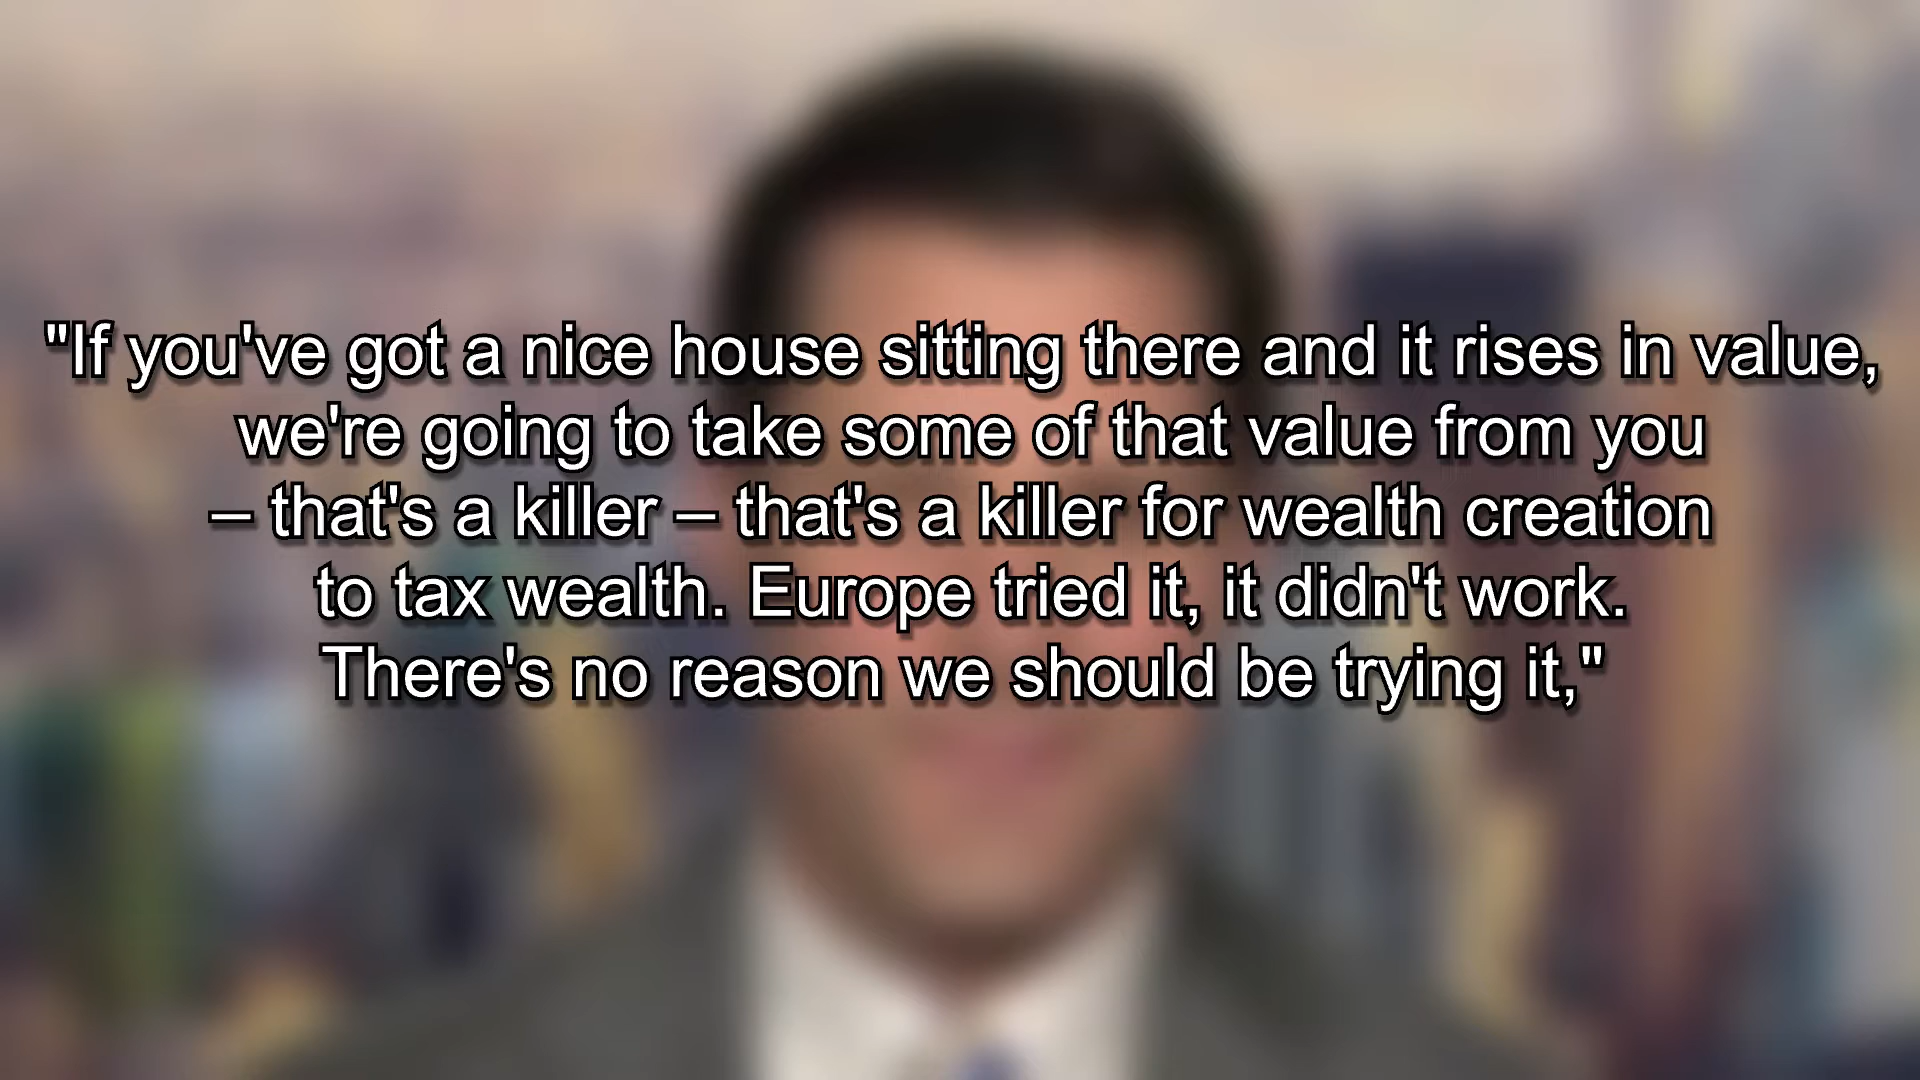 "If you've got a nice house sitting there and it rises in value,
we're going to take some of that value from you
– that's a killer – that's a killer for wealth creation
to tax wealth. Europe tried it, it didn't work.
There's no reason we should be trying it,"